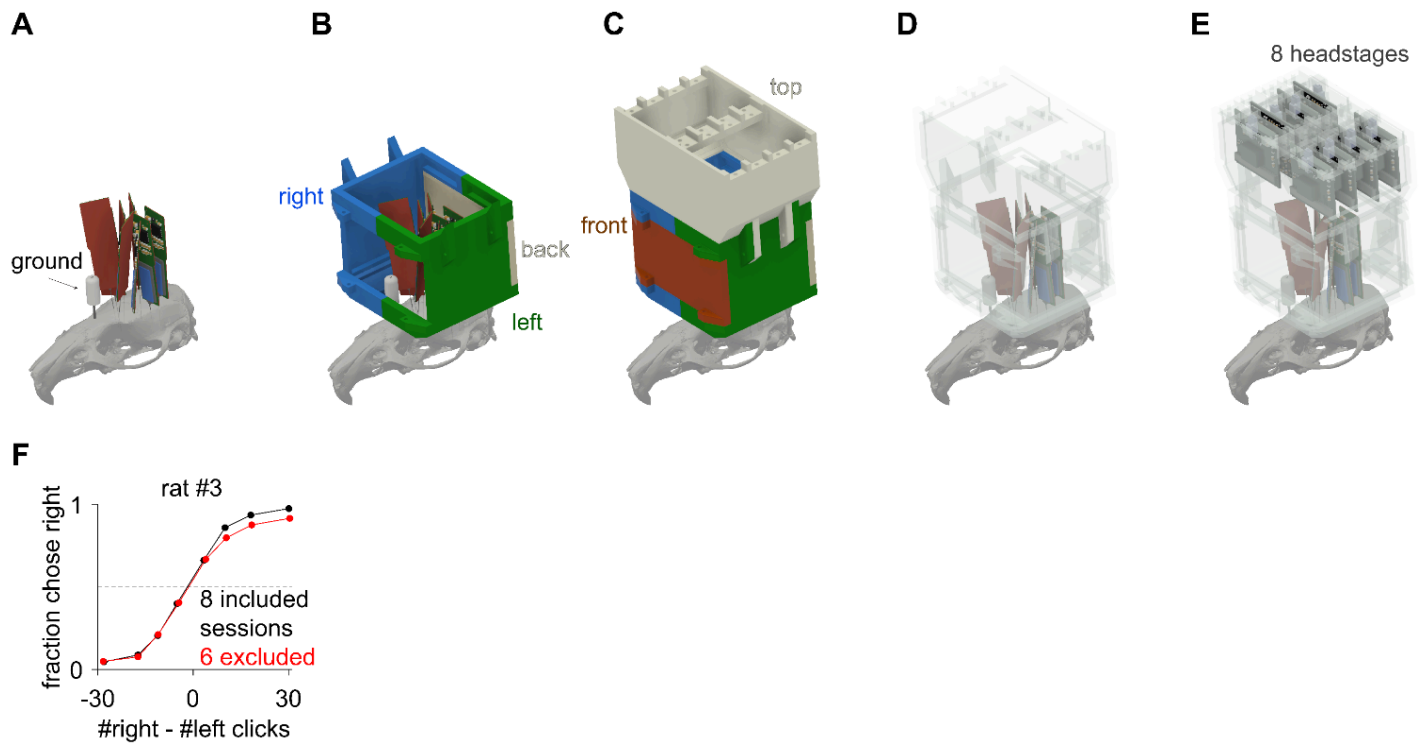 A
B
C
D
E
8 headstages
top
right
front
back
ground
left
F
rat #3
1
fraction chose right
8 included
sessions
6 excluded
0
-30
0
30
#right - #left clicks